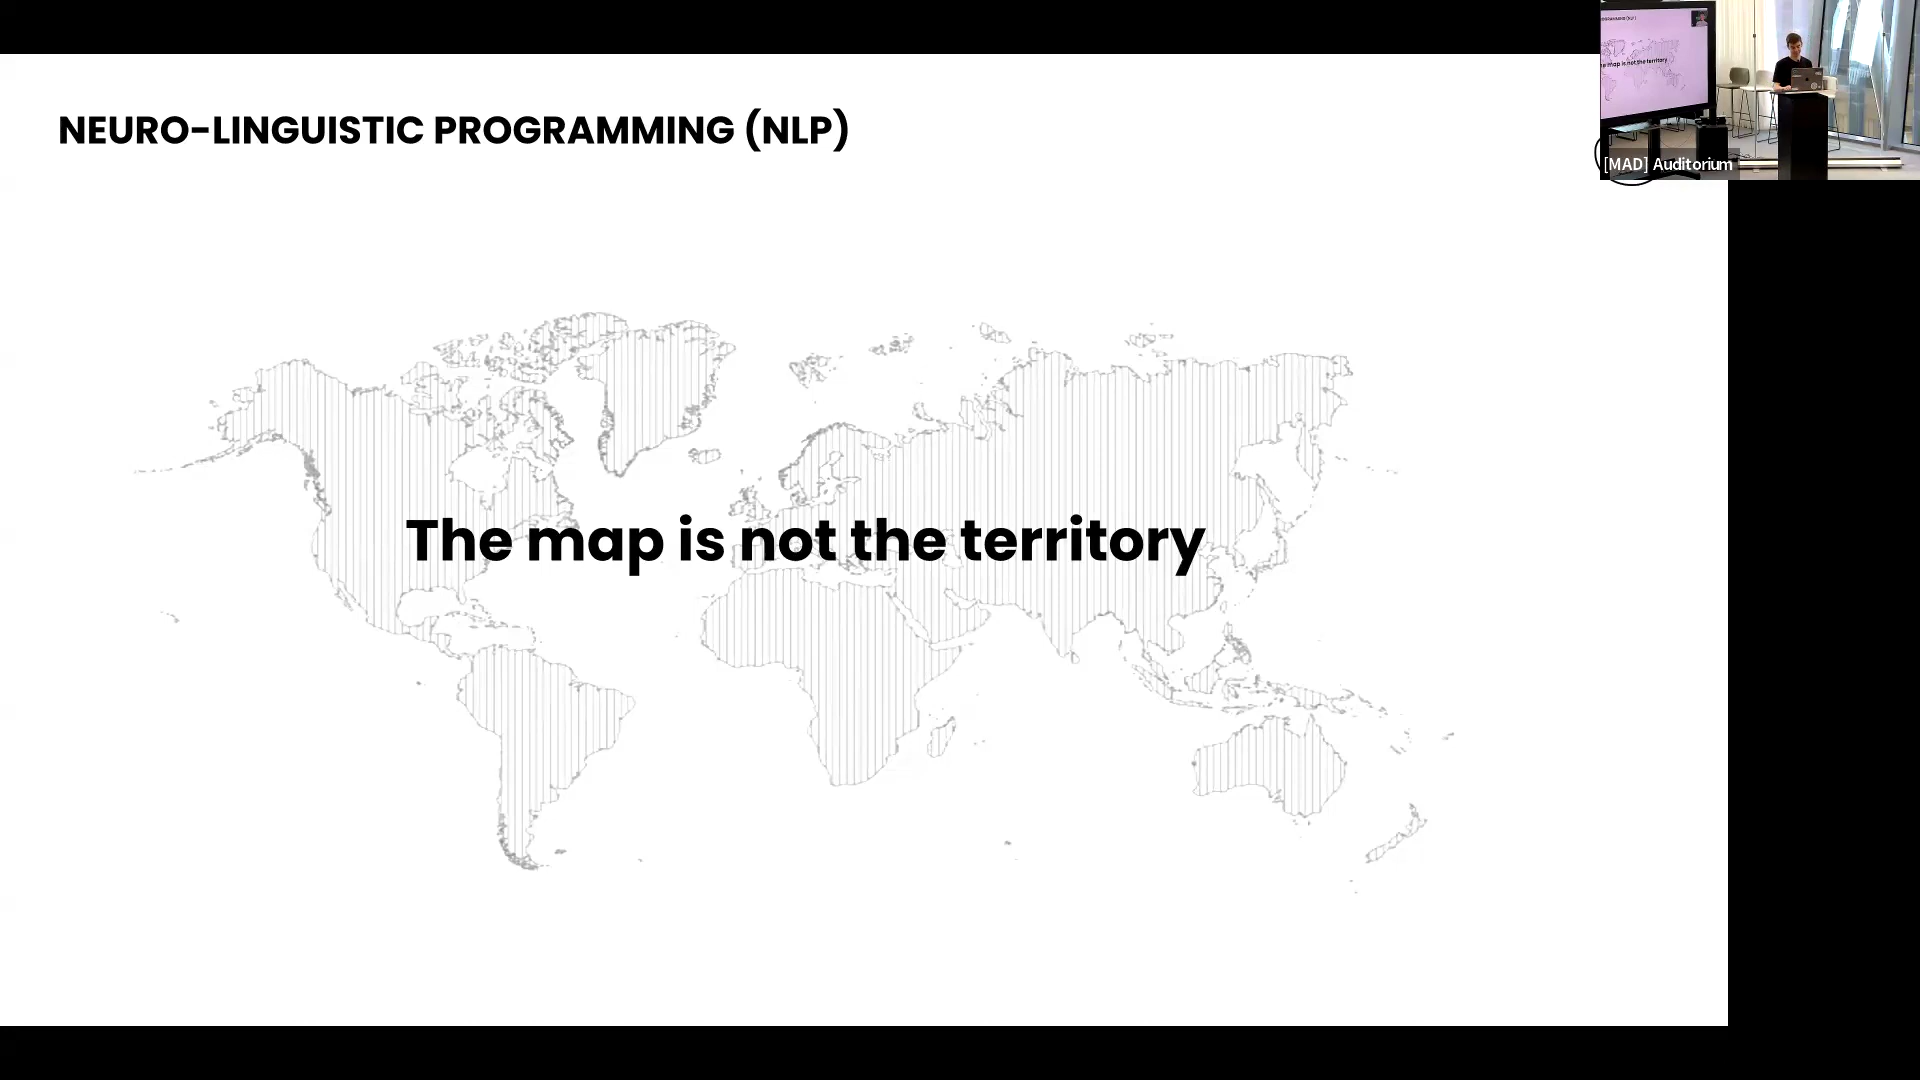 NEURO-LINGUISTIC PROGRAMMING (NLP)
The map is not the territory
[MAD] Auditorium